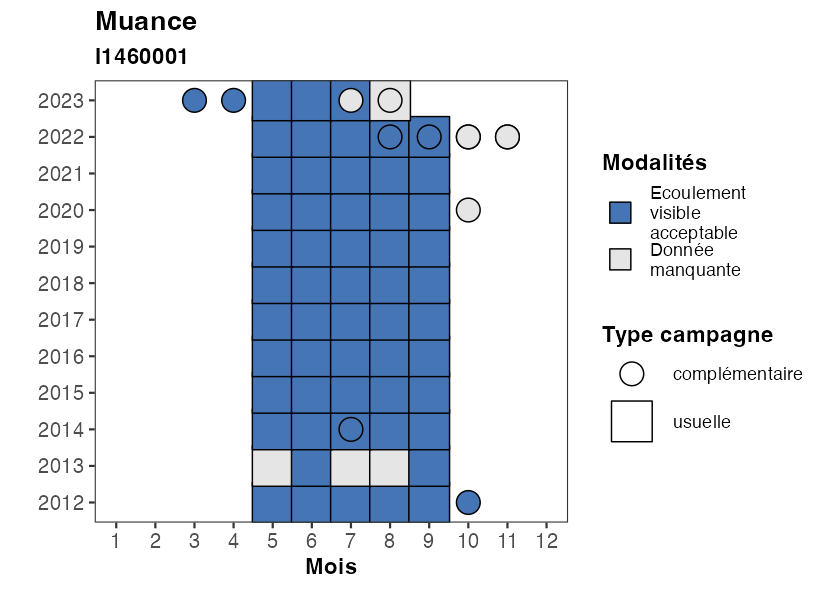 Muance
I1460001
2023
2022
2021
2020
2019
2018
2017
2016
2015
2014
2013
2012
1 2 3 4 5 6 7 8 9 10 11 12
Mois
Modalités
Ecoulement
visible
acceptable
Donnée
manquante
Type campagne
complémentaire
usuelle